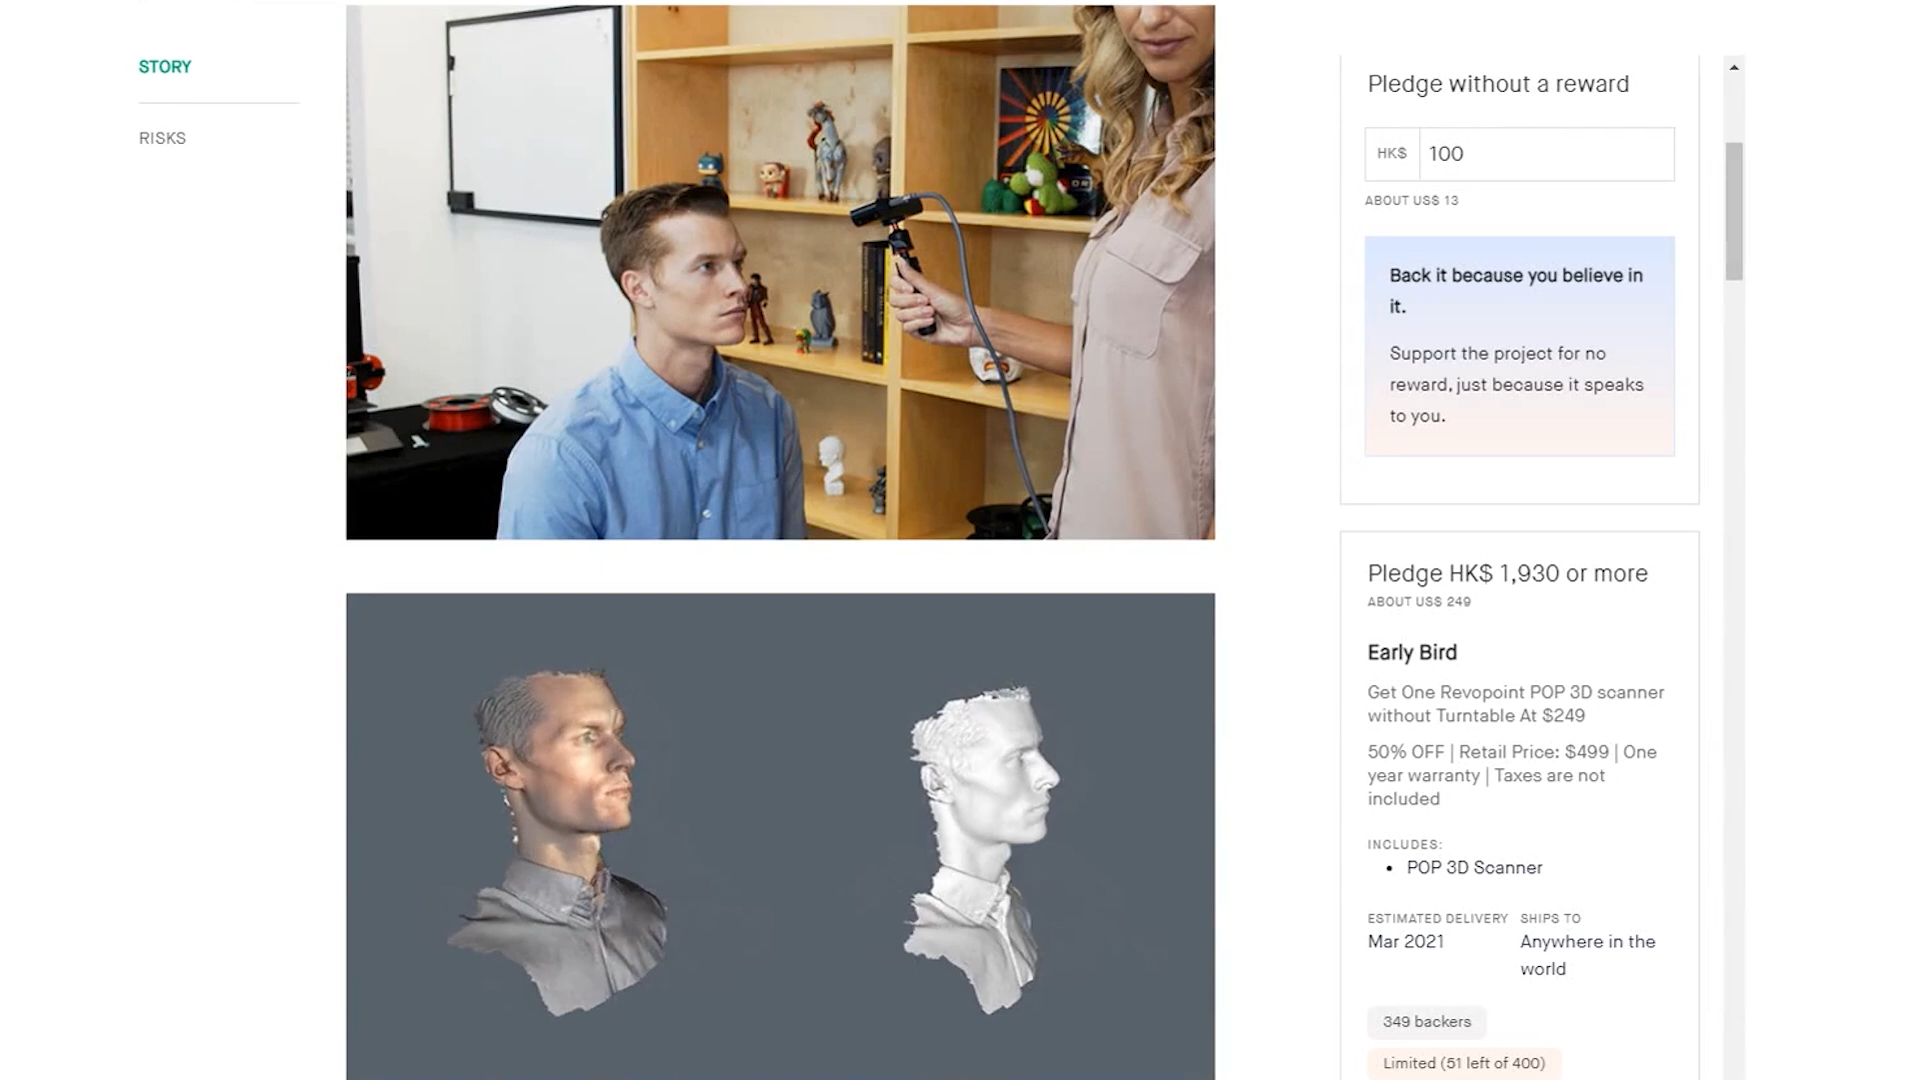 STORY
RISKS
Pledge without a reward
HK$ 100
ABOUT US$ 13
Back it because you believe in
it.
Support the project for no
reward, just because it speaks
to you.
Pledge HK$ 1,930 or more
ABOUT US$ 249
Early Bird
Get One Revopoint POP 3D scanner
without Turntable At $249
50% OFF | Retail Price: $499 | One
year warranty | Taxes are not
included
INCLUDES:
• POP 3D Scanner
ESTIMATED DELIVERY SHIPS TO
Mar 2021 Anywhere in the
world
349 backers
Limited (51 left of 400)